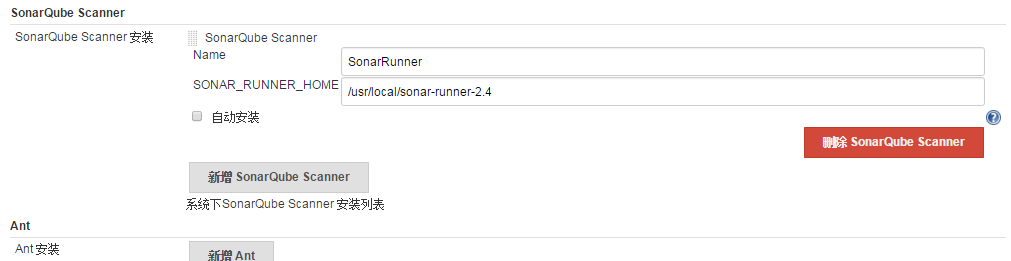 SonarQube Scanner
SonarQube Scanner 安装
SonarQube Scanner
Name
SonarRunner
SONAR_RUNNER_HOME
/usr/local/sonar-runner-2.4
自动安装
?
删除 SonarQube Scanner
新增 SonarQube Scanner
系统下SonarQube Scanner 安装列表
Ant
Ant 安装
新增 Ant